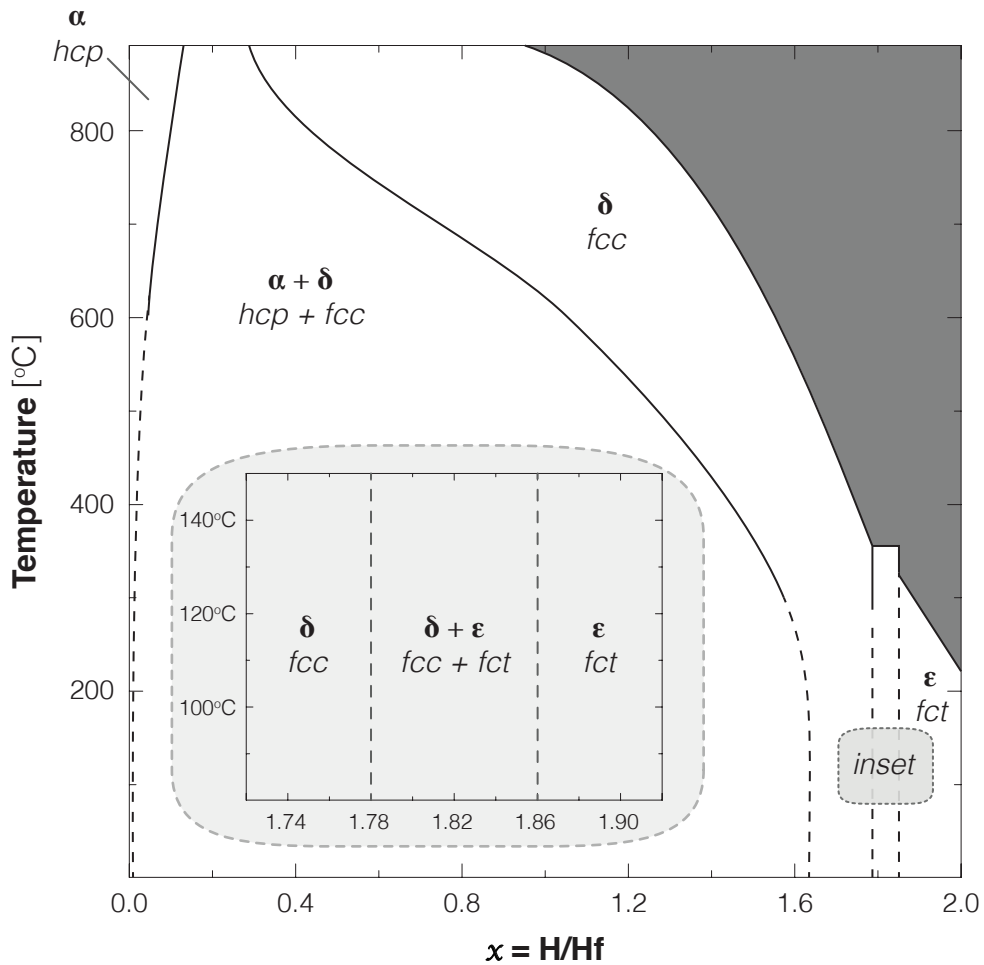 α
hcp
800
600
400
200
Temperature [°C]
δ
fcc
α + δ
hcp + fcc
140°C
120°C
100°C
δ
fcc
δ + ε
fcc + fct
ε
fct
1.74
1.78
1.82
1.86
1.90
ε
fct
inset
0.0
0.4
0.8
1.2
1.6
2.0
x = H/Hf